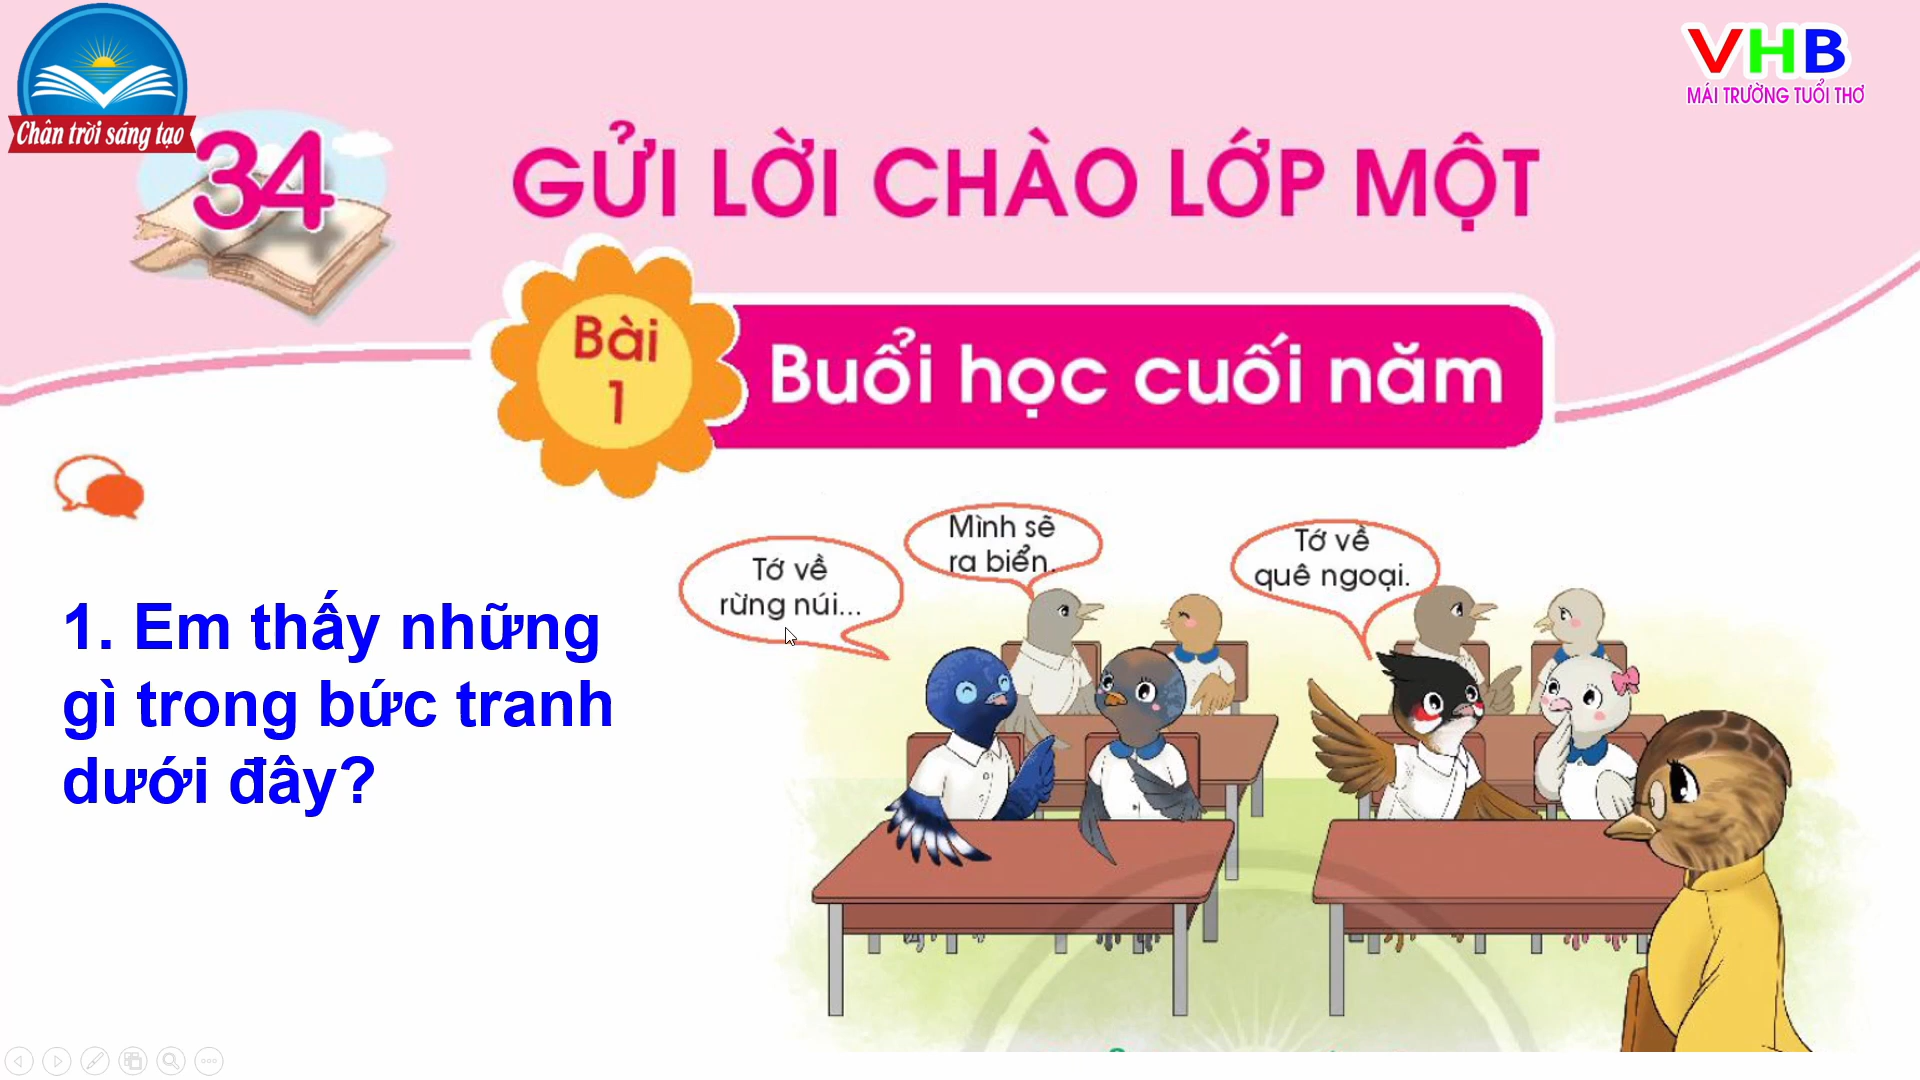 Chân trời sáng tạo
VHB
MÁI TRƯỜNG TUỔI THƠ
34
GỬI LỜI CHÀO LỚP MỘT
Bài
1
Buổi học cuối năm
Mình sẽ
ra biển.
Tớ về
quê ngoại.
Tớ về
rừng núi...
1. Em thấy những
gì trong bức tranh
dưới đây?